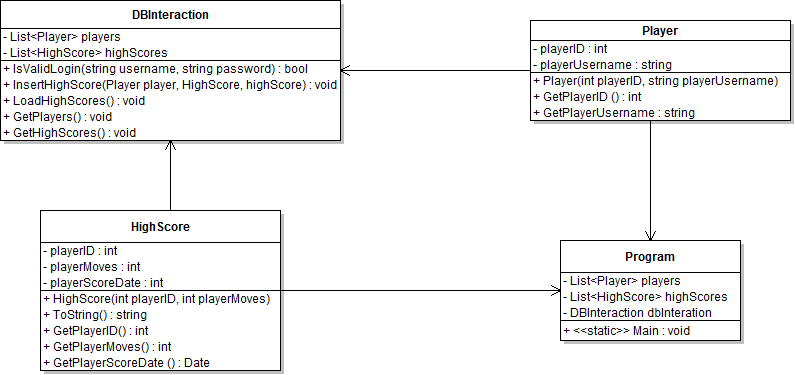 DBInteraction
- List<Player> players
- List<HighScore> highScores
+ IsValidLogin(string username, string password) : bool
+ InsertHighScore(Player player, HighScore, highScore) : void
+ LoadHighScores() : void
+ GetPlayers() : void
+ GetHighScores() : void
Player
- playerID : int
- playerUsername : string
+ Player(int playerID, string playerUsername)
+ GetPlayerID () : int
+ GetPlayerUsername : string
HighScore
- playerID : int
- playerMoves : int
- playerScoreDate : int
+ HighScore(int playerID, int playerMoves)
+ ToString() : string
+ GetPlayerID() : int
+ GetPlayerMoves() : int
+ GetPlayerScoreDate () : Date
Program
- List<Player> players
- List<HighScore> highScores
- DBInteraction dbInteration
+ <<static>> Main : void